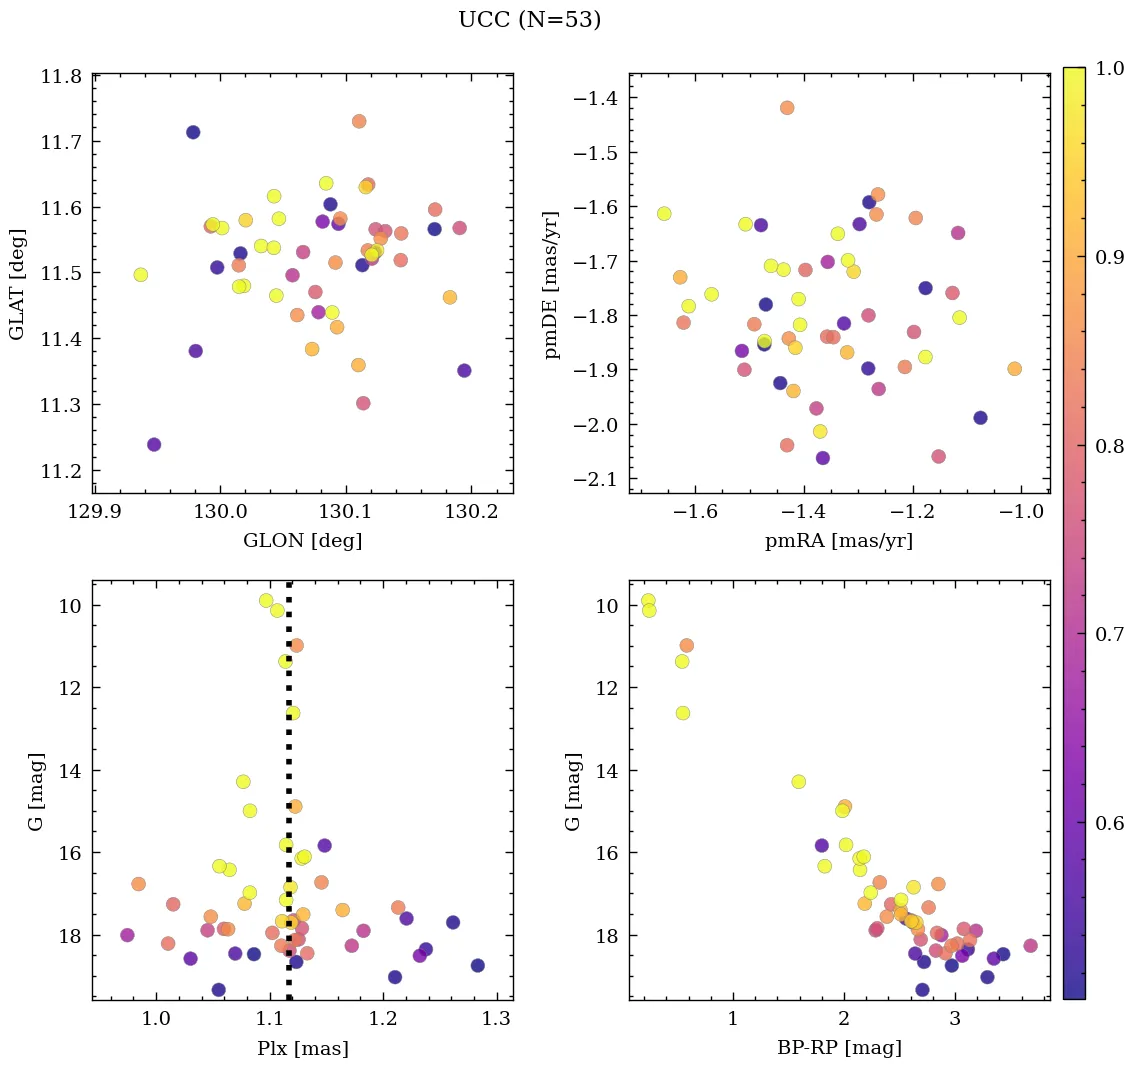 UCC (N=53)
11.8
11.7
11.6
11.5
11.4
11.3
11.2
GLAT [deg]
129.9 130.0 130.1 130.2
GLON [deg]
−1.4
−1.5
−1.6
−1.7
−1.8
−1.9
−2.0
−2.1
pmDE [mas/yr]
−1.6 −1.4 −1.2 −1.0
pmRA [mas/yr]
1.0
0.9
0.8
0.7
0.6
10
12
14
16
18
G [mag]
1.0 1.1 1.2 1.3
Plx [mas]
10
12
14
16
18
G [mag]
1 2 3
BP-RP [mag]